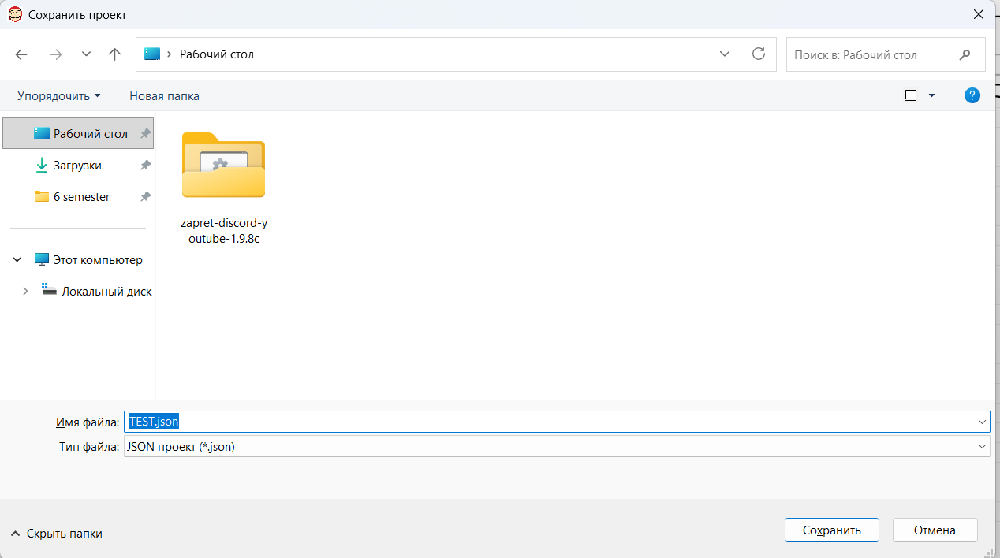 Сохранить проект
Рабочий стол
Поиск в: Рабочий стол
Упорядочить
Новая папка
?
Рабочий стол
Загрузки
6 semester
Этот компьютер
Локальный диск
zapret-discord-y
outube-1.9.8c
Имя файла: TEST.json
Тип файла: JSON проект (*.json)
Скрыть папки
Сохранить
Отмена